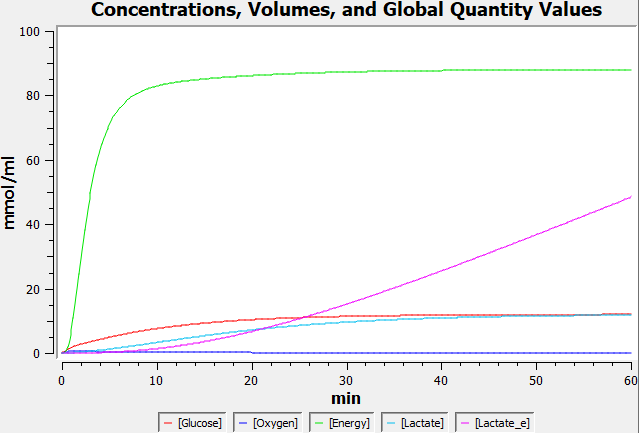 Concentrations, Volumes, and Global Quantity Values
100
80
60
40
20
0
mmol/ml
0 10 20 30 40 50 60
min
[Glucose] [Oxygen] [Energy] [Lactate] [Lactate_e]